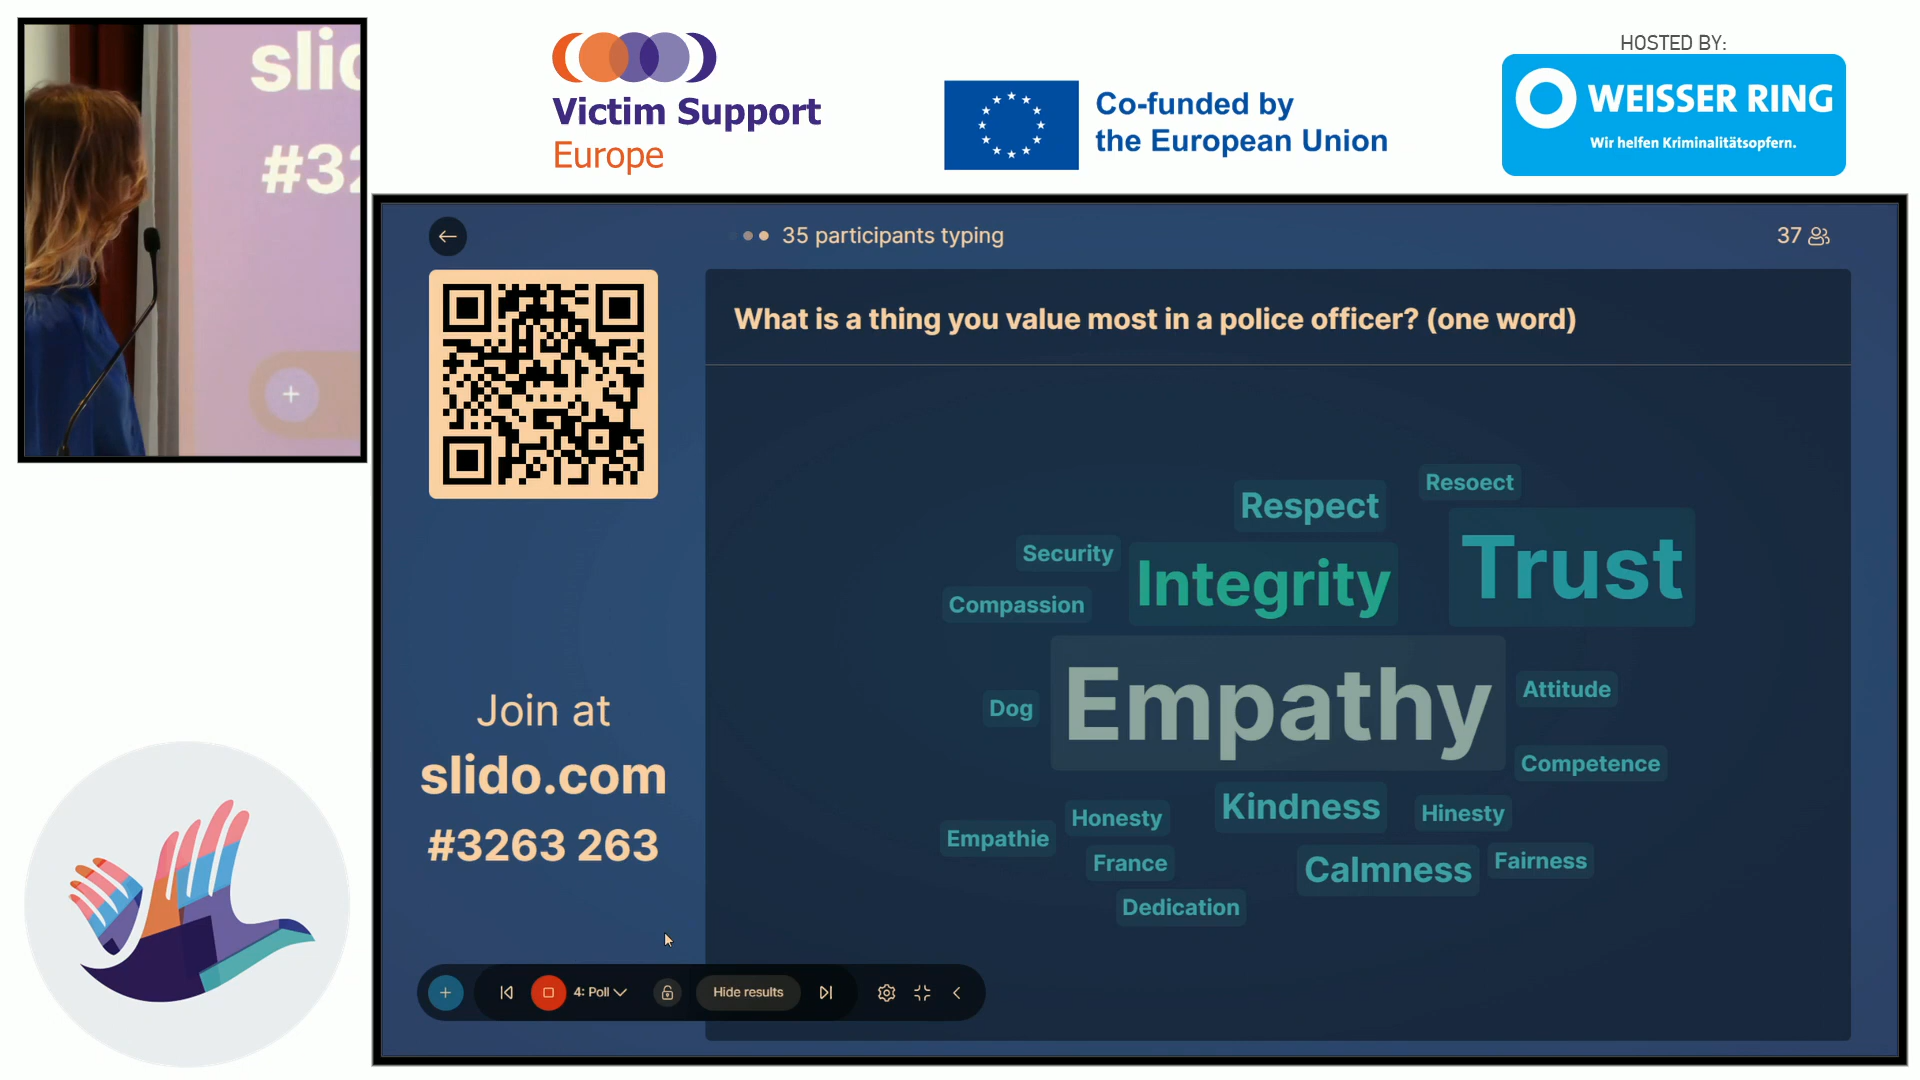 slid
#32
Victim Support
Europe
Co-funded by
the European Union
HOSTED BY:
WEISSER RING
Wir helfen Kriminalitätsopfern.
35 participants typing
37
What is a thing you value most in a police officer? (one word)
Respect
Resoect
Security
Integrity
Trust
Compassion
Empathy
Attitude
Dog
Competence
Kindness
Hinesty
Honesty
Empathie
France
Calmness
Fairness
Dedication
Join at
slido.com
#3263 263
4: Poll
Hide results